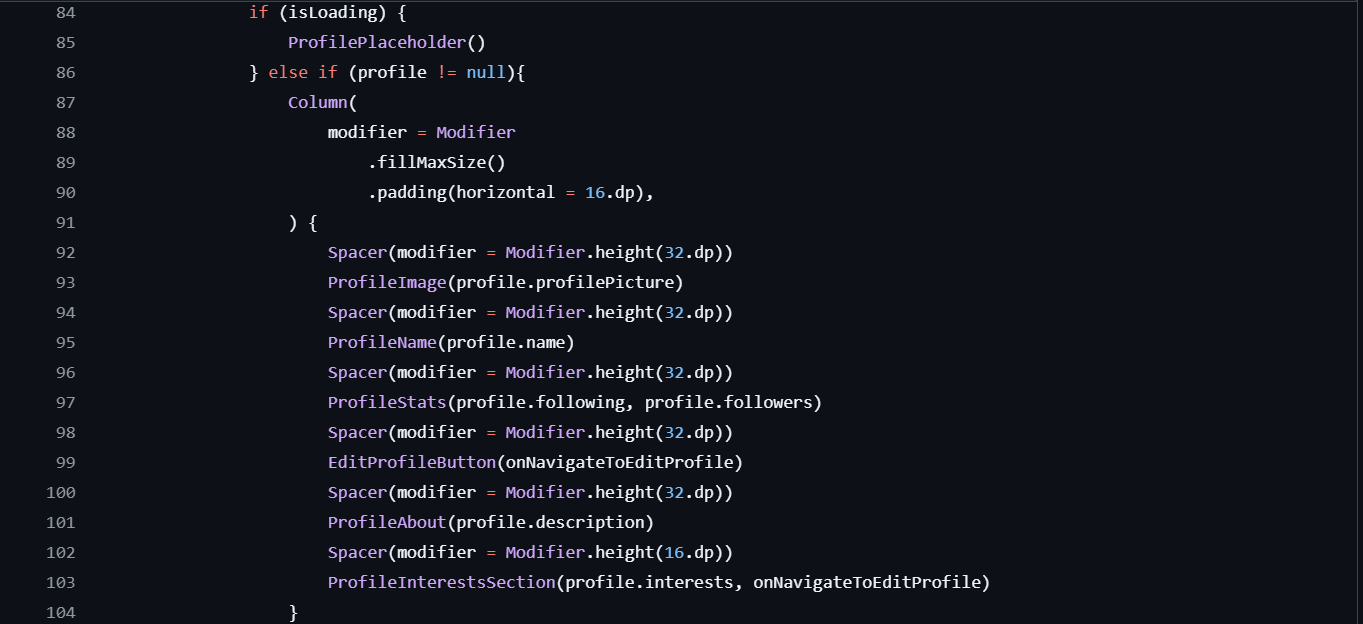 84 if (isLoading) {
85 ProfilePlaceholder()
86 } else if (profile != null){
87 Column(
88 modifier = Modifier
89 .fillMaxSize()
90 .padding(horizontal = 16.dp),
91 ) {
92 Spacer(modifier = Modifier.height(32.dp))
93 ProfileImage(profile.profilePicture)
94 Spacer(modifier = Modifier.height(32.dp))
95 ProfileName(profile.name)
96 Spacer(modifier = Modifier.height(32.dp))
97 ProfileStats(profile.following, profile.followers)
98 Spacer(modifier = Modifier.height(32.dp))
99 EditProfileButton(onNavigateToEditProfile)
100 Spacer(modifier = Modifier.height(32.dp))
101 ProfileAbout(profile.description)
102 Spacer(modifier = Modifier.height(16.dp))
103 ProfileInterestsSection(profile.interests, onNavigateToEditProfile)
104 }